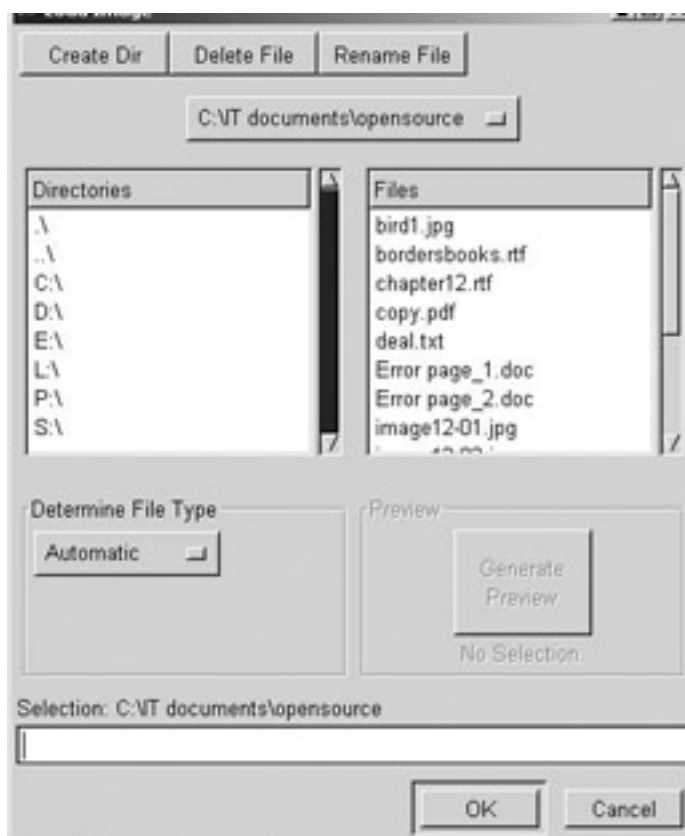 Load Image
Create Dir Delete File Rename File
C:\IT documents\opensource
Directories
.\
..\
C:\
D:\
E:\
L:\
P:\
S:\
Files
bird1.jpg
bordersbooks.rtf
chapter12.rtf
copy.pdf
deal.txt
Error page_1.doc
Error page_2.doc
image12-01.jpg
Determine File Type
Automatic
Preview
Generate
Preview
No Selection.
Selection: C:\IT documents\opensource
OK Cancel